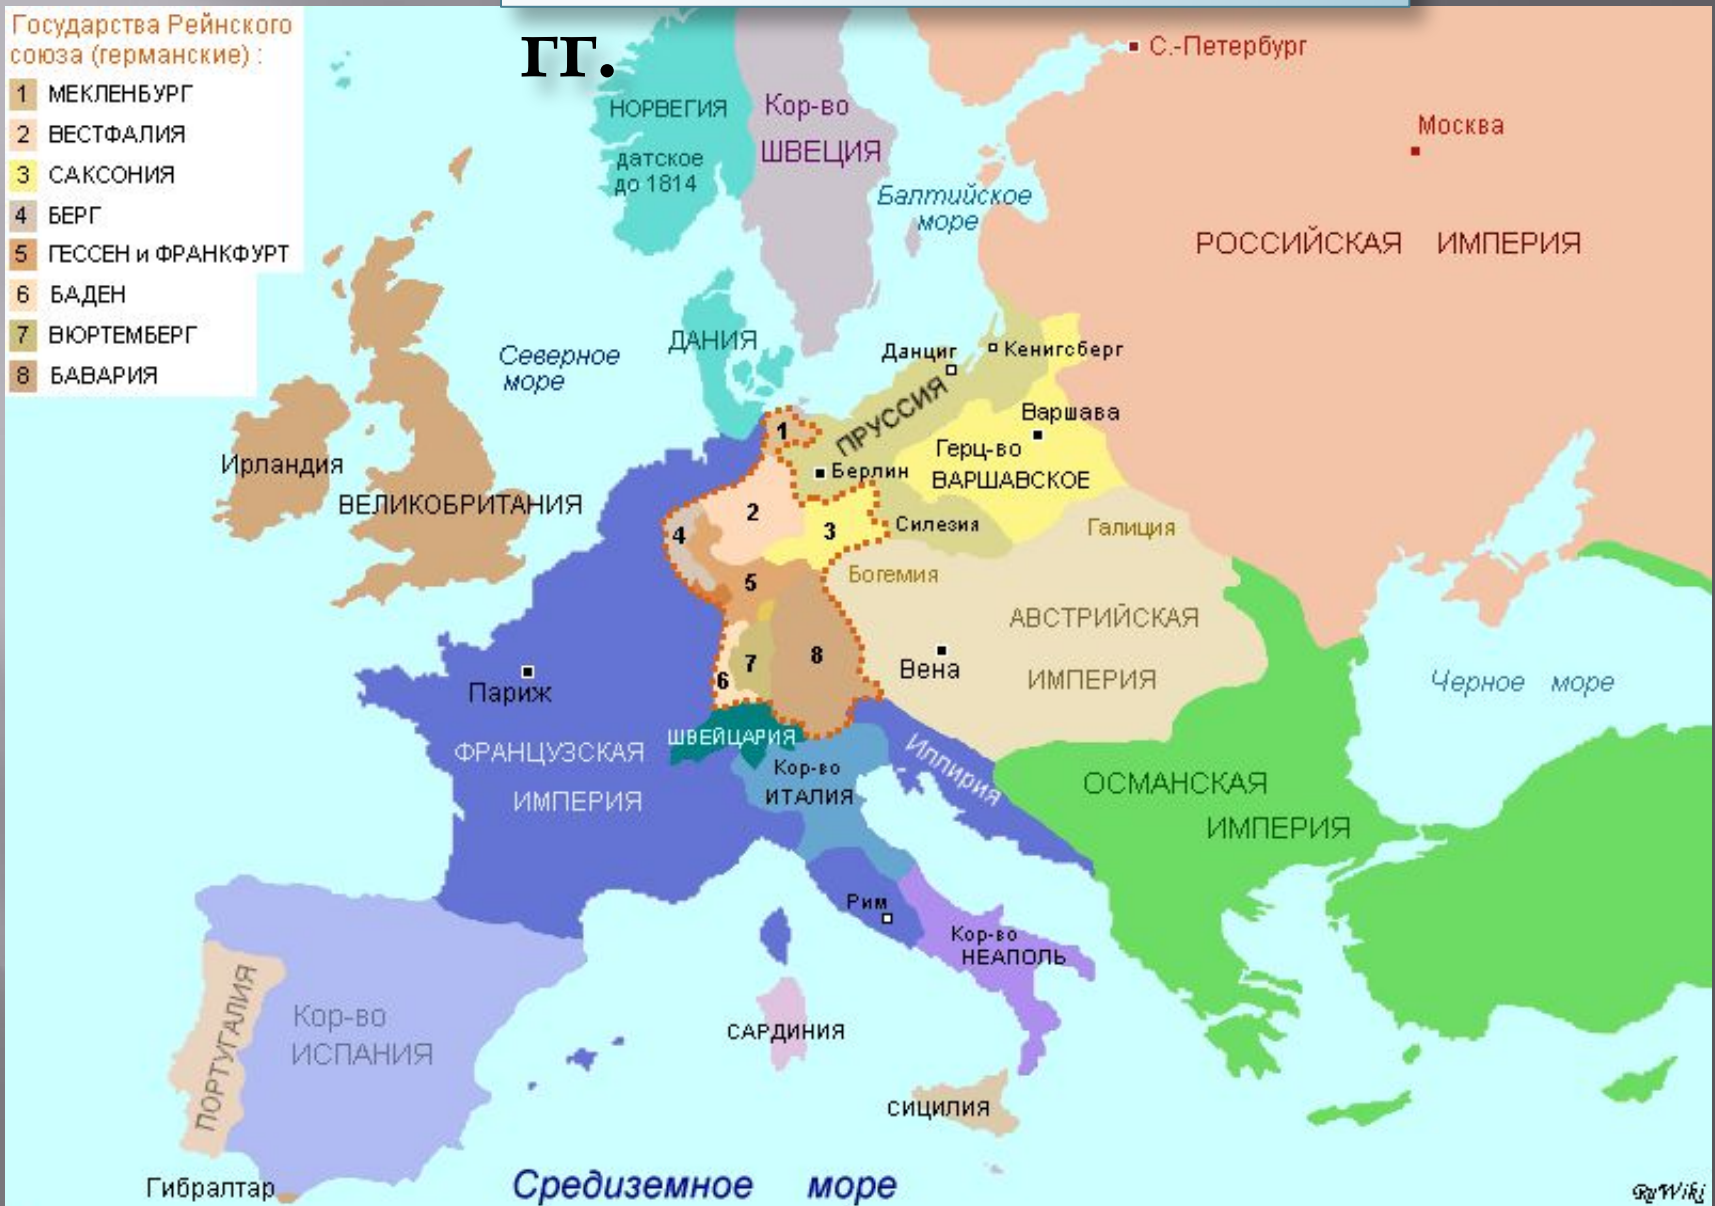 гг.
Государства Рейнского
союза (германские) :
1 МЕКЛЕНБУРГ
2 ВЕСТФАЛИЯ
3 САКСОНИЯ
4 БЕРГ
5 ГЕССЕН и ФРАНКФУРТ
6 БАДЕН
7 ВЮРТЕМБЕРГ
8 БАВАРИЯ
С.-Петербург
Москва
РОССИЙСКАЯ ИМПЕРИЯ
НОРВЕГИЯ
датское
до 1814
Кор-во
ШВЕЦИЯ
Балтийское
море
Северное
море
ДАНИЯ
Данциг
Кенигсберг
ПРУССИЯ
Варшава
Герц-во
ВАРШАВСКОЕ
Берлин
Ирландия
ВЕЛИКОБРИТАНИЯ
1
2
3
4
5
6
7
8
Силезия
Галиция
Богемия
АВСТРИЙСКАЯ
ИМПЕРИЯ
Вена
Париж
Черное море
ФРАНЦУЗСКАЯ
ИМПЕРИЯ
ШВЕЙЦАРИЯ
Кор-во
ИТАЛИЯ
Иллирия
ОСМАНСКАЯ
ИМПЕРИЯ
Рим
Кор-во
НЕАПОЛЬ
ПОРТУГАЛИЯ
Кор-во
ИСПАНИЯ
САРДИНИЯ
СИЦИЛИЯ
Гибралтар
Средиземное море
RuWiki